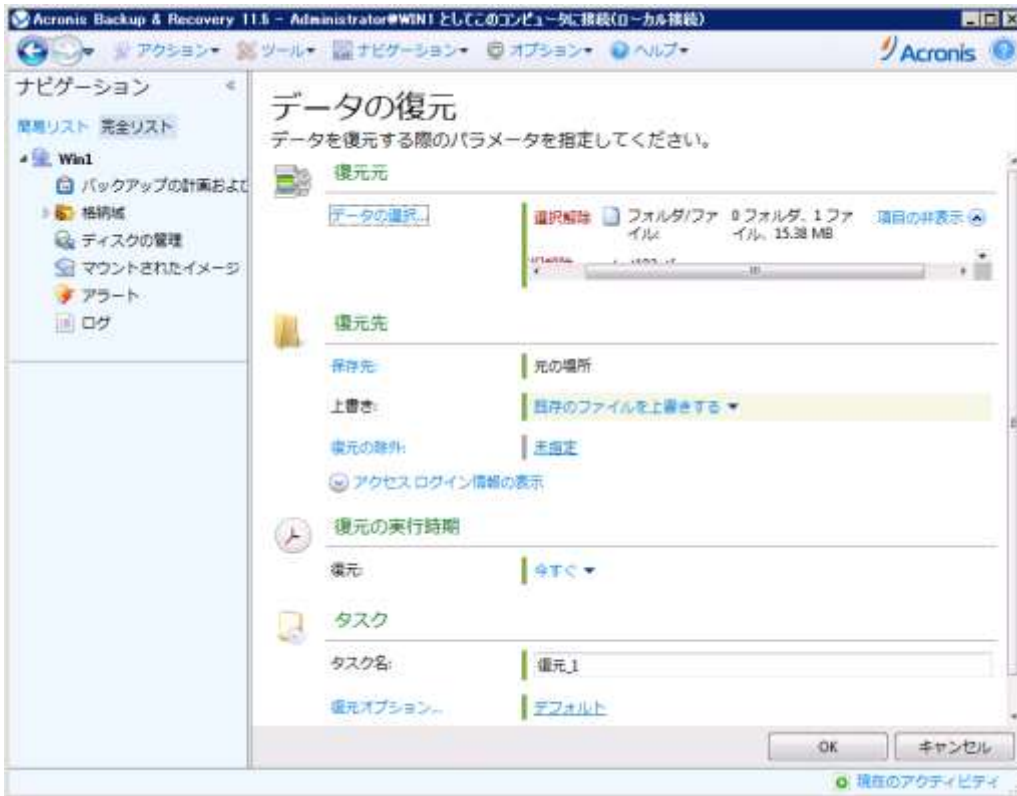 Acronis Backup & Recovery 11.5 - Administrator@WIN1 としてこのコンピュータに接続(ローカル接続)
アクション ツール ナビゲーション オプション ヘルプ Acronis
ナビゲーション
簡易リスト 完全リスト
Win1
バックアップの計画およ
格納域
ディスクの管理
マウントされたイメージ
アラート
ログ
データの復元
データを復元する際のパラメータを指定してください。
復元元
データの選択...
選択解除 フォルダ/ファイル: 0 フォルダ、1 ファイル、15.38 MB 項目の非表示
復元先
保存先: 元の場所
上書き: 既存のファイルを上書きする
復元の除外: 未指定
アクセス ログイン情報の表示
復元の実行時期
復元: 今すぐ
タスク
タスク名: 復元_1
復元オプション... デフォルト
OK キャンセル
現在のアクティビティ